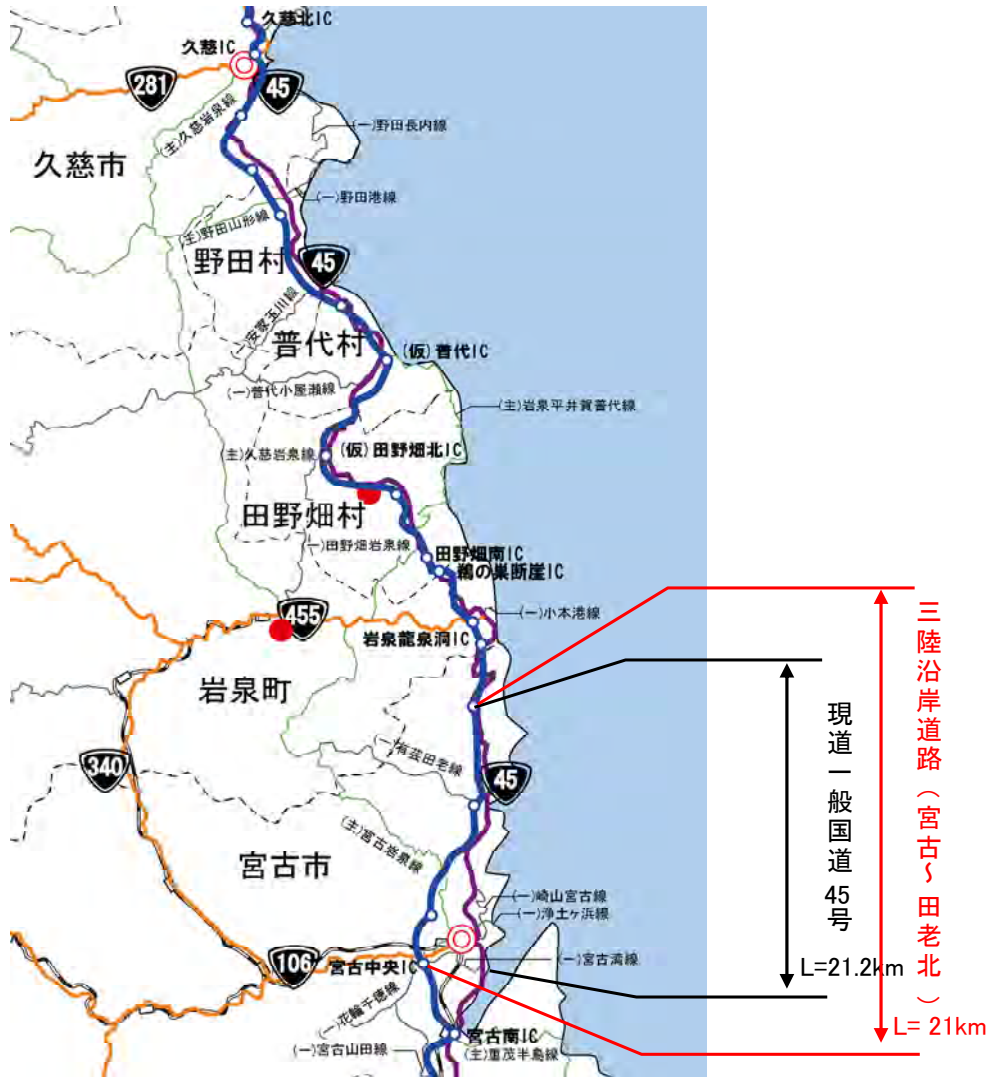 久慈北IC
久慈IC
281
45
(主)久慈岩泉線
(一)野田長内線
久慈市
(一)野田港線
(主)野田山形線
野田村
45
安家玉川線
普代村
(仮)普代IC
(一)普代小屋瀬線
(主)岩泉平井賀普代線
主)久慈岩泉線
(仮)田野畑北IC
田野畑村
(一)田野畑岩泉線
田野畑南IC
鵜の巣断崖IC
455
(一)小本港線
岩泉龍泉洞IC
岩泉町
340
(一)有芸田老線
45
(主)宮古岩泉線
宮古市
(一)崎山宮古線
(一)浄土ヶ浜線
106
宮古中央IC
(一)宮古湾線
(一)花輪千徳線
宮古南IC
(一)宮古山田線
(主)重茂半島線
現道一般国道45号
L=21.2km
三陸沿岸道路(宮古~田老北)
L= 21km